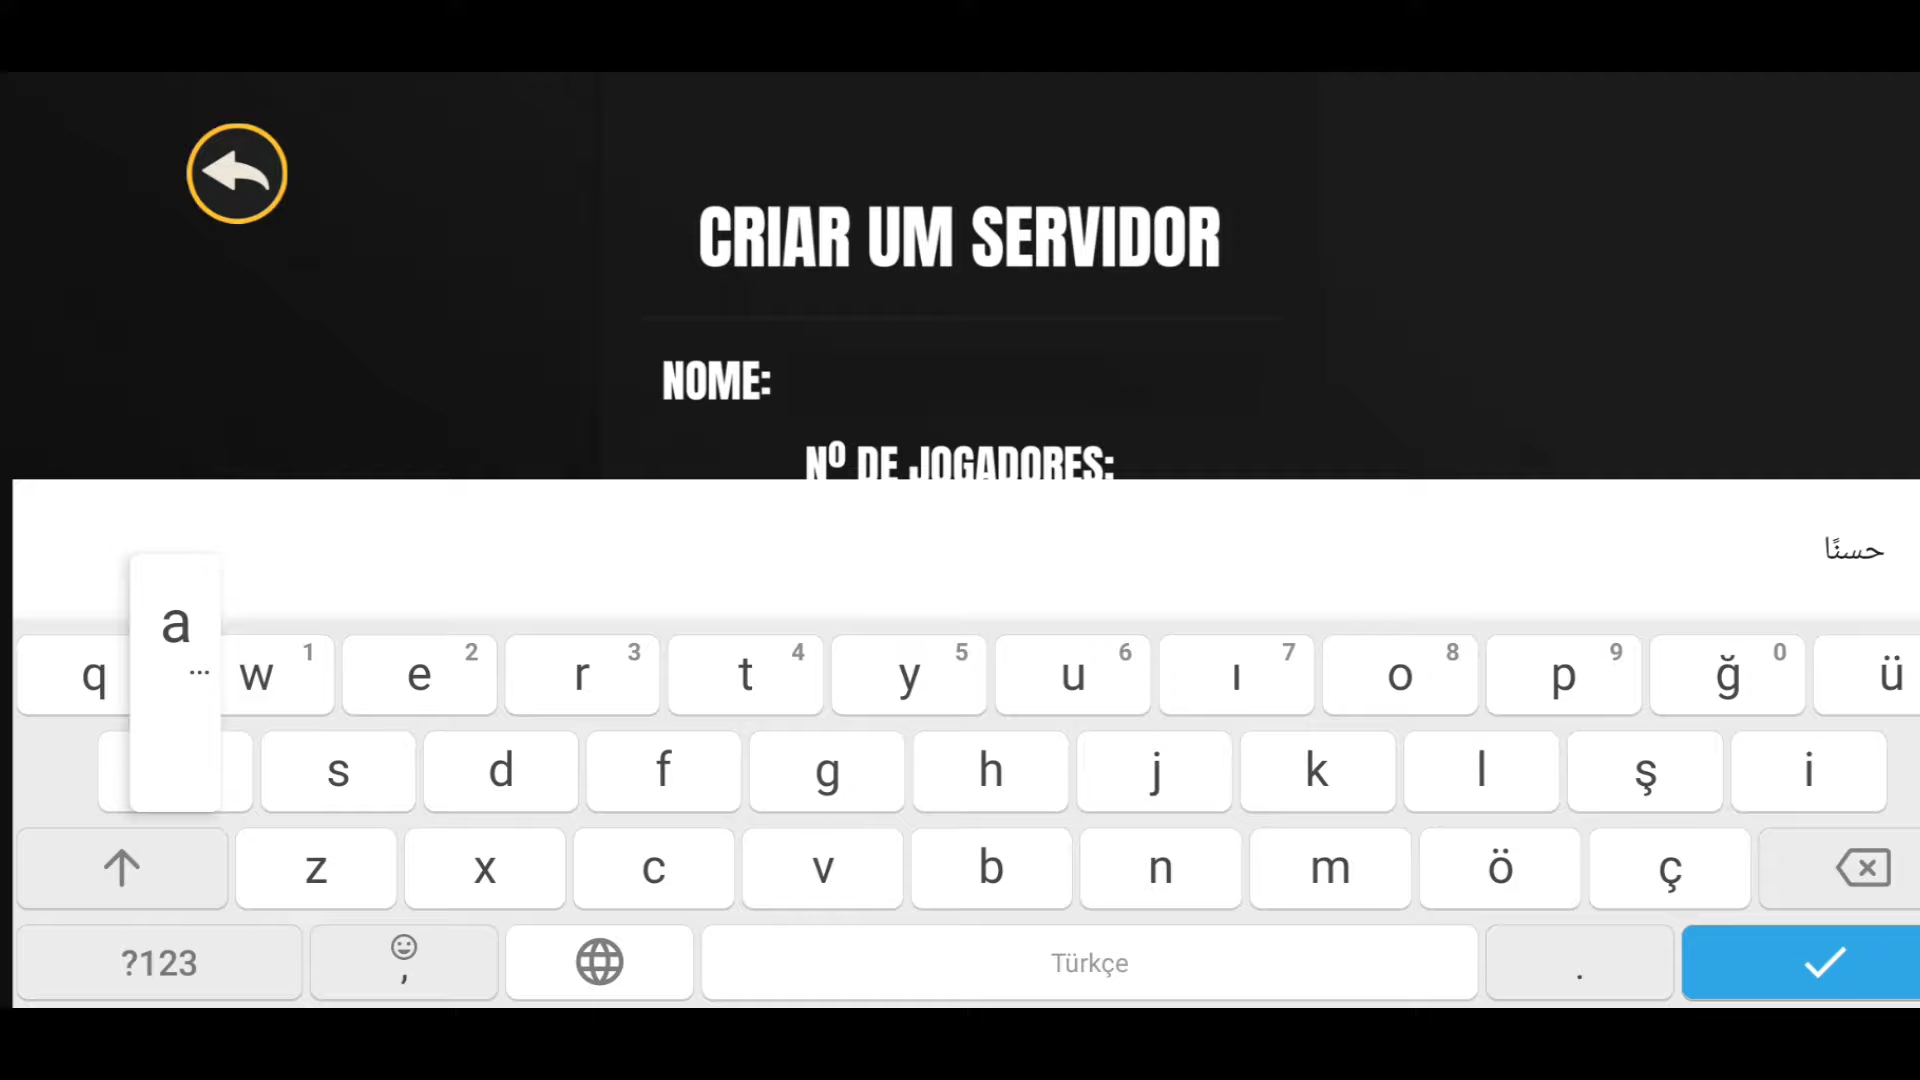 CRIAR UM SERVIDOR
NOME:
Nº DE JOGADORES:
حسنًا
a
...
q w 1 e 2 r 3 t 4 y 5 u 6 ı 7 o 8 p 9 ğ 0 ü
s d f g h j k l ş i
z x c v b n m ö ç
?123 , Türkçe .